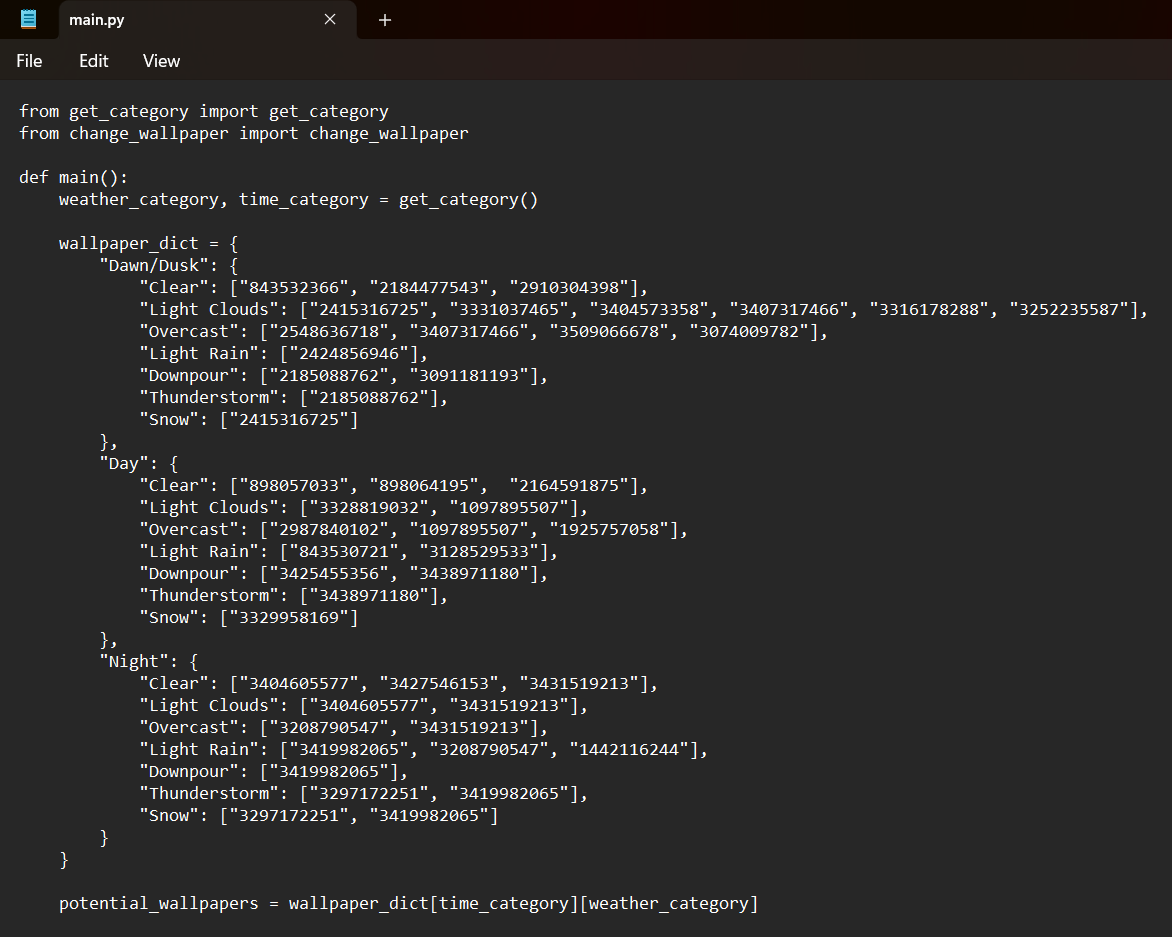 main.py
File Edit View
from get_category import get_category
from change_wallpaper import change_wallpaper
def main():
    weather_category, time_category = get_category()
    wallpaper_dict = {
        "Dawn/Dusk": {
            "Clear": ["843532366", "2184477543", "2910304398"],
            "Light Clouds": ["2415316725", "3331037465", "3404573358", "3407317466", "3316178288", "3252235587"],
            "Overcast": ["2548636718", "3407317466", "3509066678", "3074009782"],
            "Light Rain": ["2424856946"],
            "Downpour": ["2185088762", "3091181193"],
            "Thunderstorm": ["2185088762"],
            "Snow": ["2415316725"]
        },
        "Day": {
            "Clear": ["898057033", "898064195",  "2164591875"],
            "Light Clouds": ["3328819032", "1097895507"],
            "Overcast": ["2987840102", "1097895507", "1925757058"],
            "Light Rain": ["843530721", "3128529533"],
            "Downpour": ["3425455356", "3438971180"],
            "Thunderstorm": ["3438971180"],
            "Snow": ["3329958169"]
        },
        "Night": {
            "Clear": ["3404605577", "3427546153", "3431519213"],
            "Light Clouds": ["3404605577", "3431519213"],
            "Overcast": ["3208790547", "3431519213"],
            "Light Rain": ["3419982065", "3208790547", "1442116244"],
            "Downpour": ["3419982065"],
            "Thunderstorm": ["3297172251", "3419982065"],
            "Snow": ["3297172251", "3419982065"]
        }
    }
    potential_wallpapers = wallpaper_dict[time_category][weather_category]